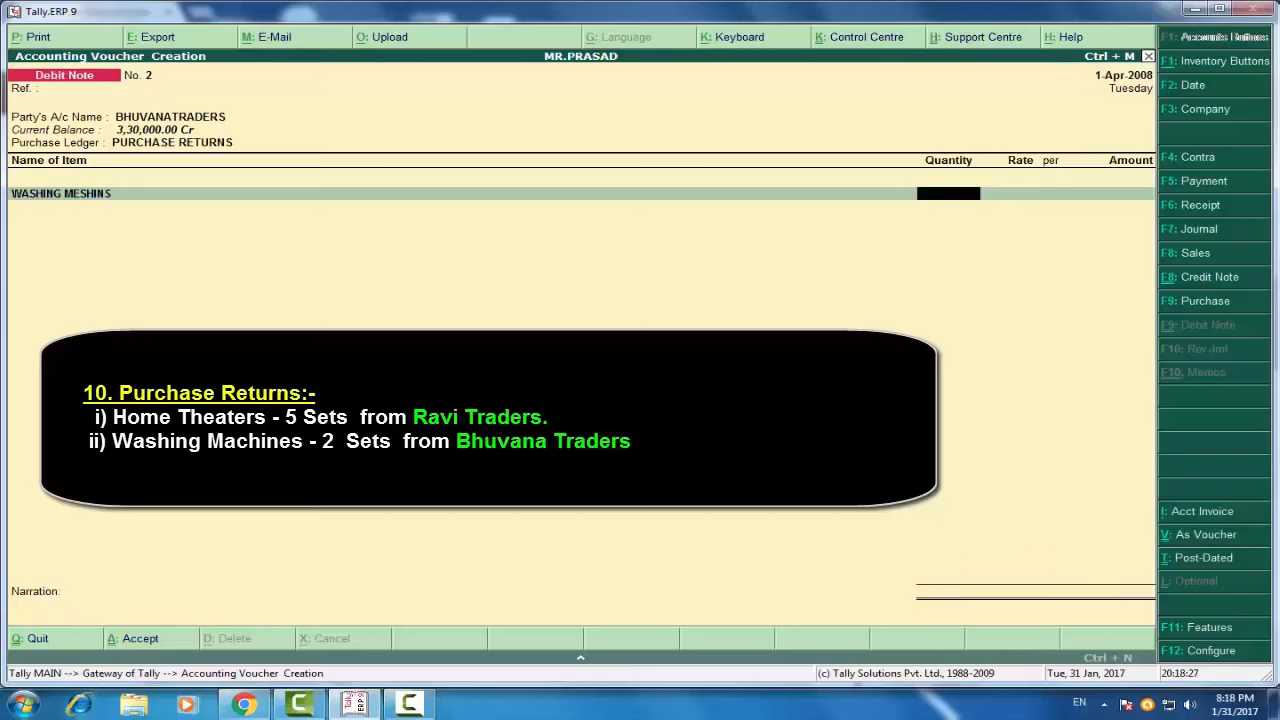 Tally.ERP 9
P: Print E: Export M: E-Mail O: Upload G: Language K: Keyboard K: Control Centre H: Support Centre H: Help
Accounting Voucher Creation MR.PRASAD Ctrl + M
Debit Note No. 2 1-Apr-2008
Ref. : Tuesday
Party's A/c Name : BHUVANATRADERS
Current Balance : 3,30,000.00 Cr
Purchase Ledger : PURCHASE RETURNS
Name of Item Quantity Rate per Amount
WASHING MESHINS
10. Purchase Returns:-
i) Home Theaters - 5 Sets from Ravi Traders.
ii) Washing Machines - 2 Sets from Bhuvana Traders
Narration:
F1: Inventory Buttons
F2: Date
F3: Company
F4: Contra
F5: Payment
F6: Receipt
F7: Journal
F8: Sales
F8: Credit Note
F9: Purchase
F9: Debit Note
F10: Rev Jrnl
F10: Memos
I: Acct Invoice
V: As Voucher
T: Post-Dated
L: Optional
F11: Features
F12: Configure
Q: Quit A: Accept D: Delete X: Cancel
Ctrl + N
Tally MAIN --> Gateway of Tally --> Accounting Voucher Creation (c) Tally Solutions Pvt. Ltd., 1988-2009 Tue, 31 Jan, 2017 20:18:27
EN 8:18 PM
1/31/2017